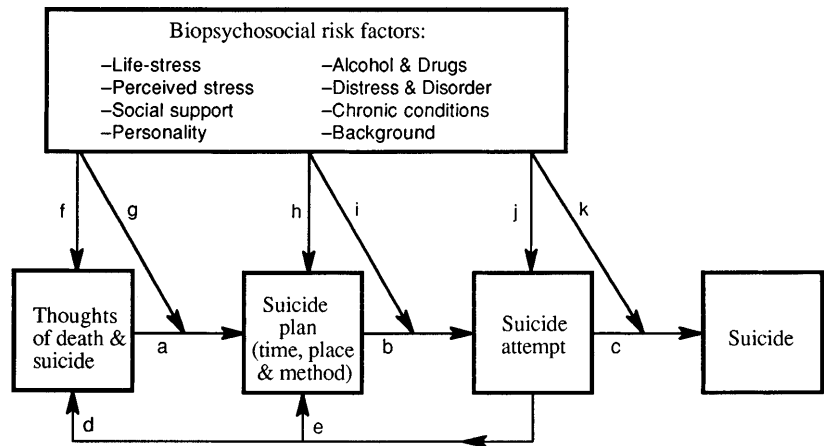 Biopsychosocial risk factors:
–Life-stress
–Perceived stress
–Social support
–Personality
–Alcohol & Drugs
–Distress & Disorder
–Chronic conditions
–Background
f
g
h
i
j
k
Thoughts
of death &
suicide
a
Suicide
plan
(time, place
& method)
b
Suicide
attempt
c
Suicide
d
e